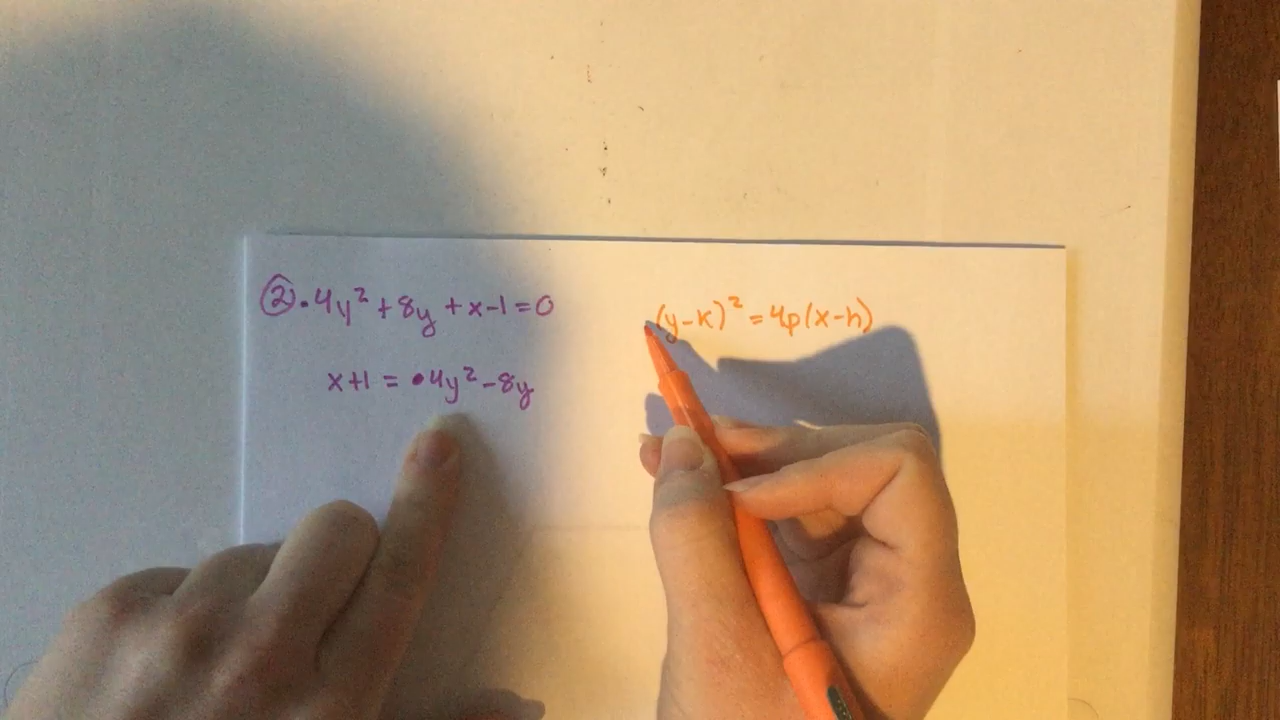 ② · 4y² + 8y + x - 1 = 0
(y - k)² = 4p(x - h)
x + 1 = • 4y² - 8y